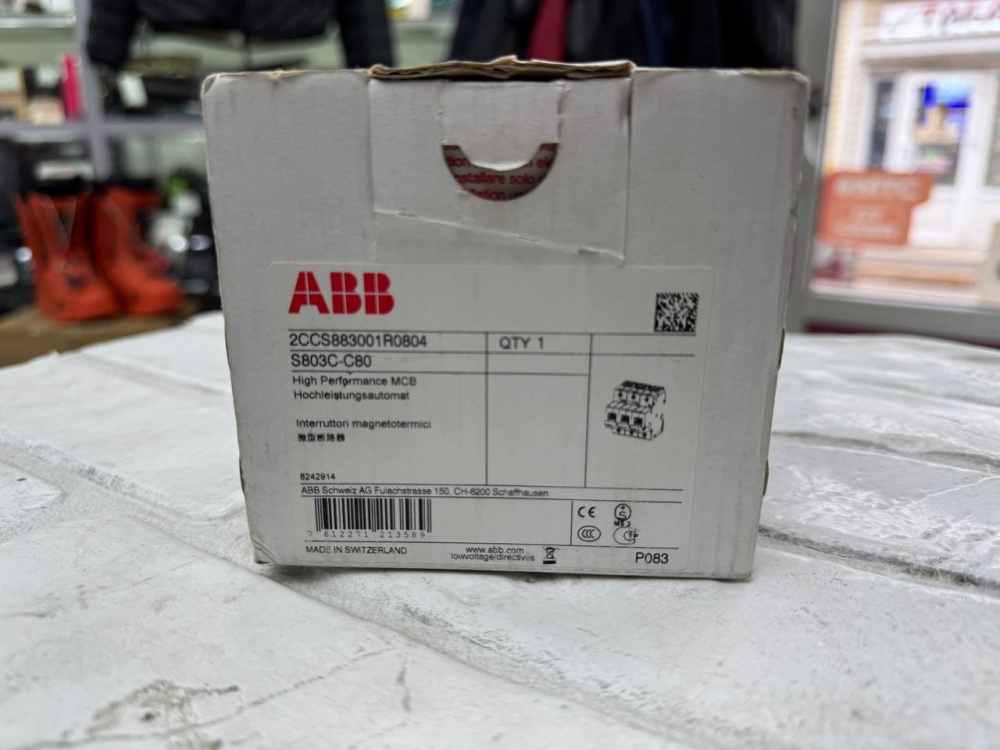 ABB
2CCS883001R0804
QTY 1
S803C-C80
High Performance MCB
Hochleistungsautomat
Interruttori magnetotermici
微型断路器
8242914
ABB Schweiz AG Fulachstrasse 150, CH-8200 Schaffhausen
7 612271 213589
CE
CCC
MADE IN SWITZERLAND
www.abb.com
lowvoltage/directives
P083